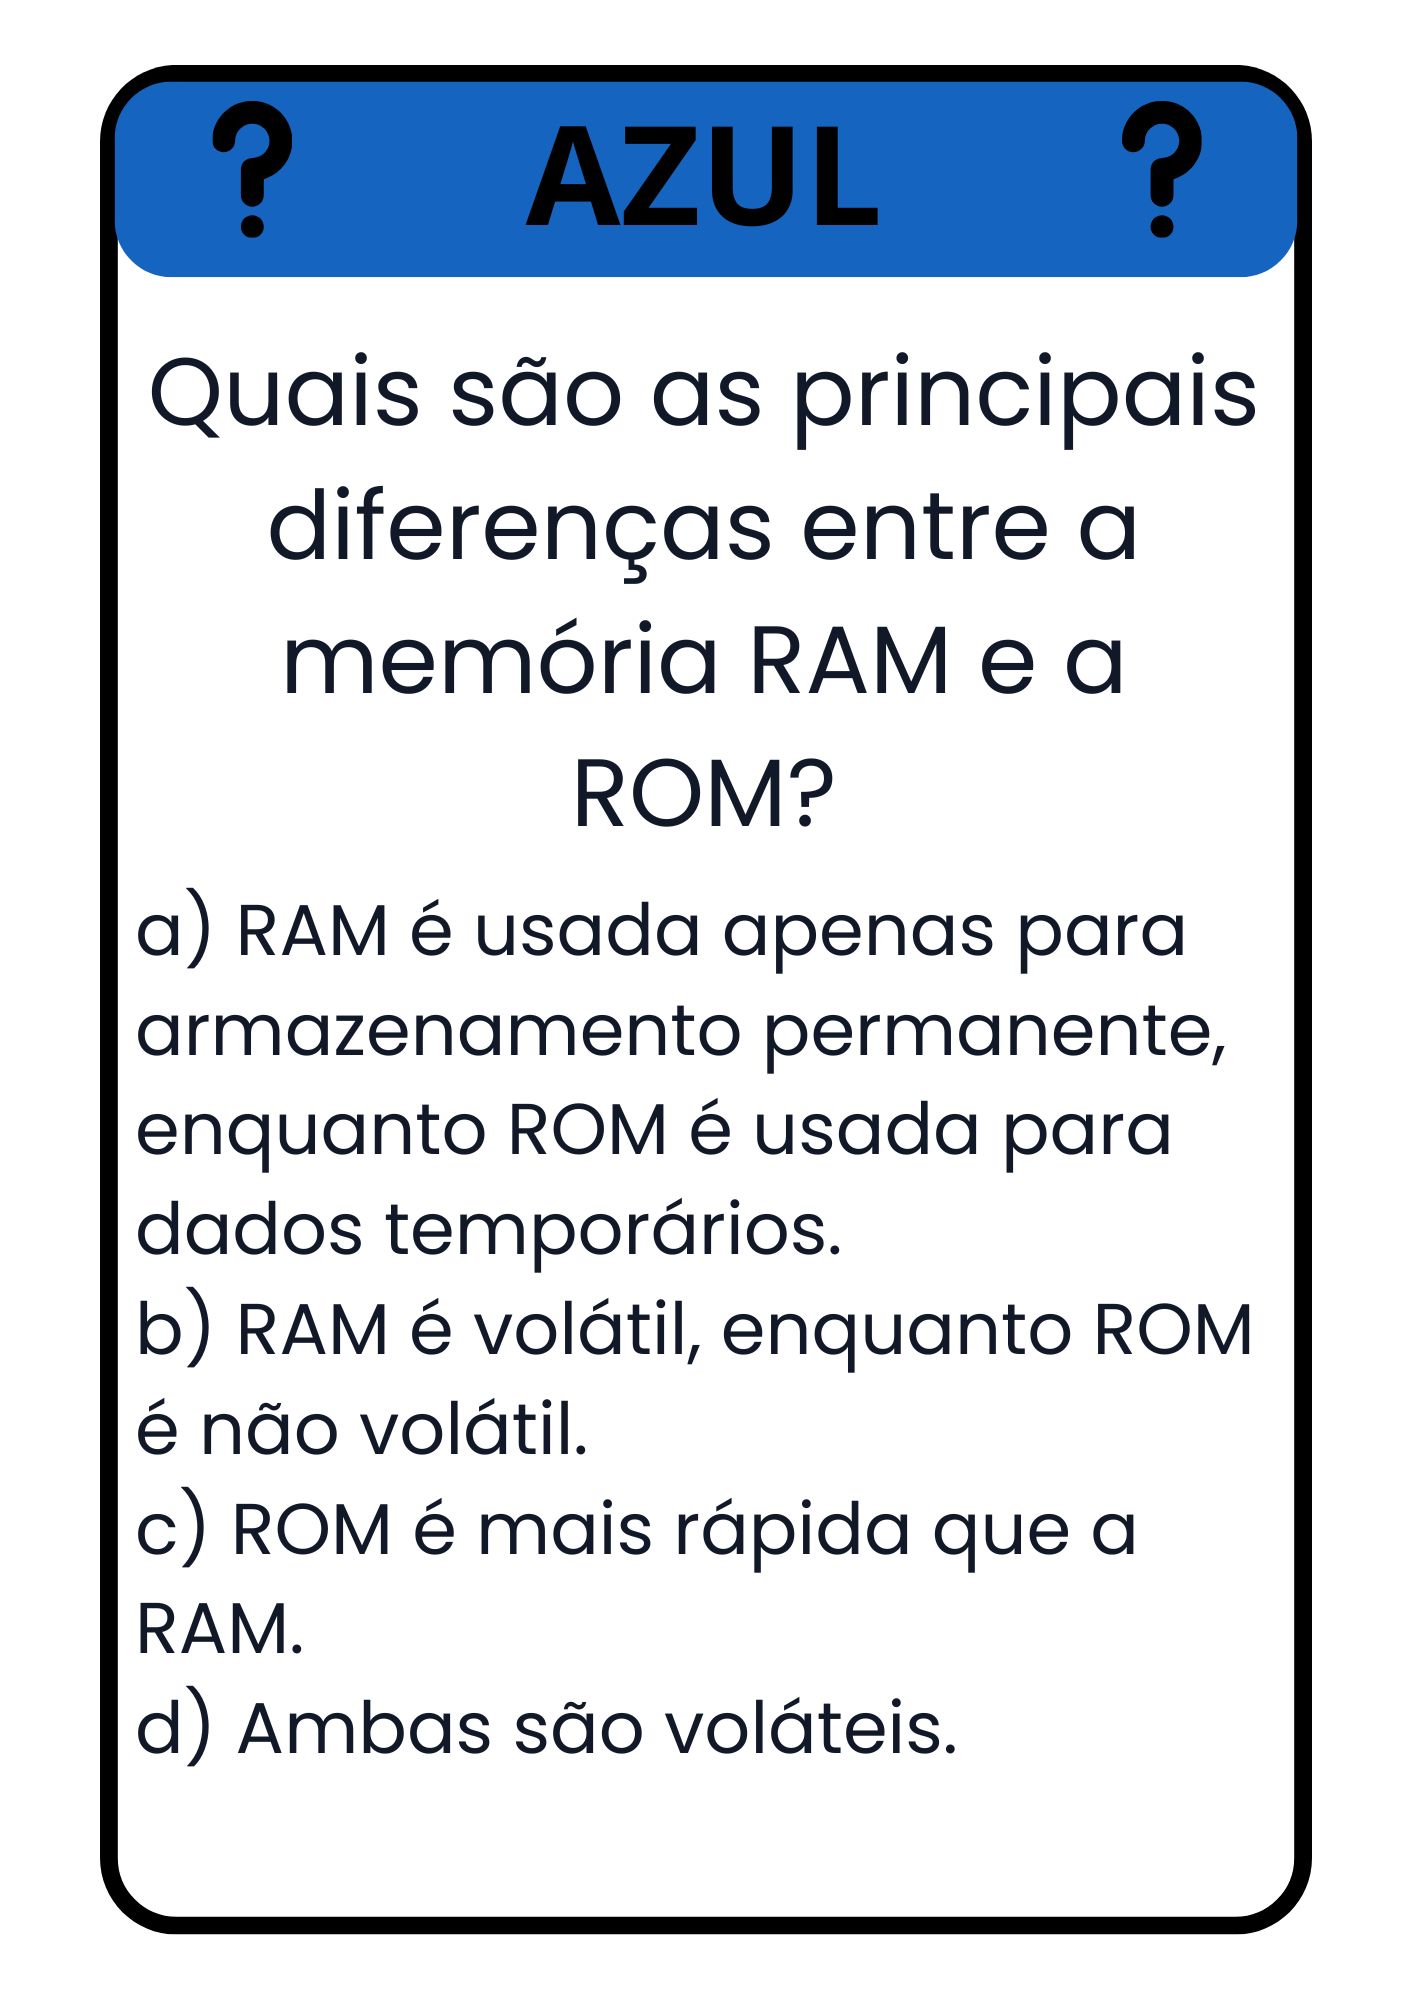 ? AZUL ?
Quais são as principais
diferenças entre a
memória RAM e a
ROM?
a) RAM é usada apenas para
armazenamento permanente,
enquanto ROM é usada para
dados temporários.
b) RAM é volátil, enquanto ROM
é não volátil.
c) ROM é mais rápida que a
RAM.
d) Ambas são voláteis.